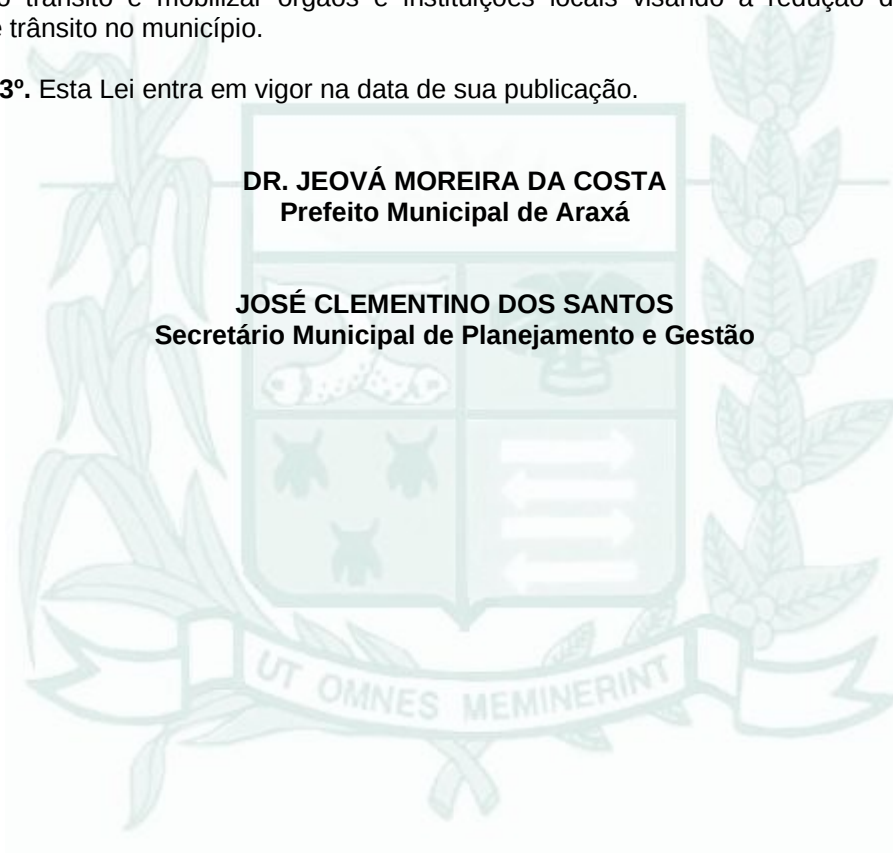 trânsito e mobilizar órgãos e instituições locais visando a redução
trânsito no município.
3º. Esta Lei entra em vigor na data de sua publicação.
DR. JEOVÁ MOREIRA DA COSTA
Prefeito Municipal de Araxá
JOSÉ CLEMENTINO DOS SANTOS
Secretário Municipal de Planejamento e Gestão
UT OMNES MEMINERINT